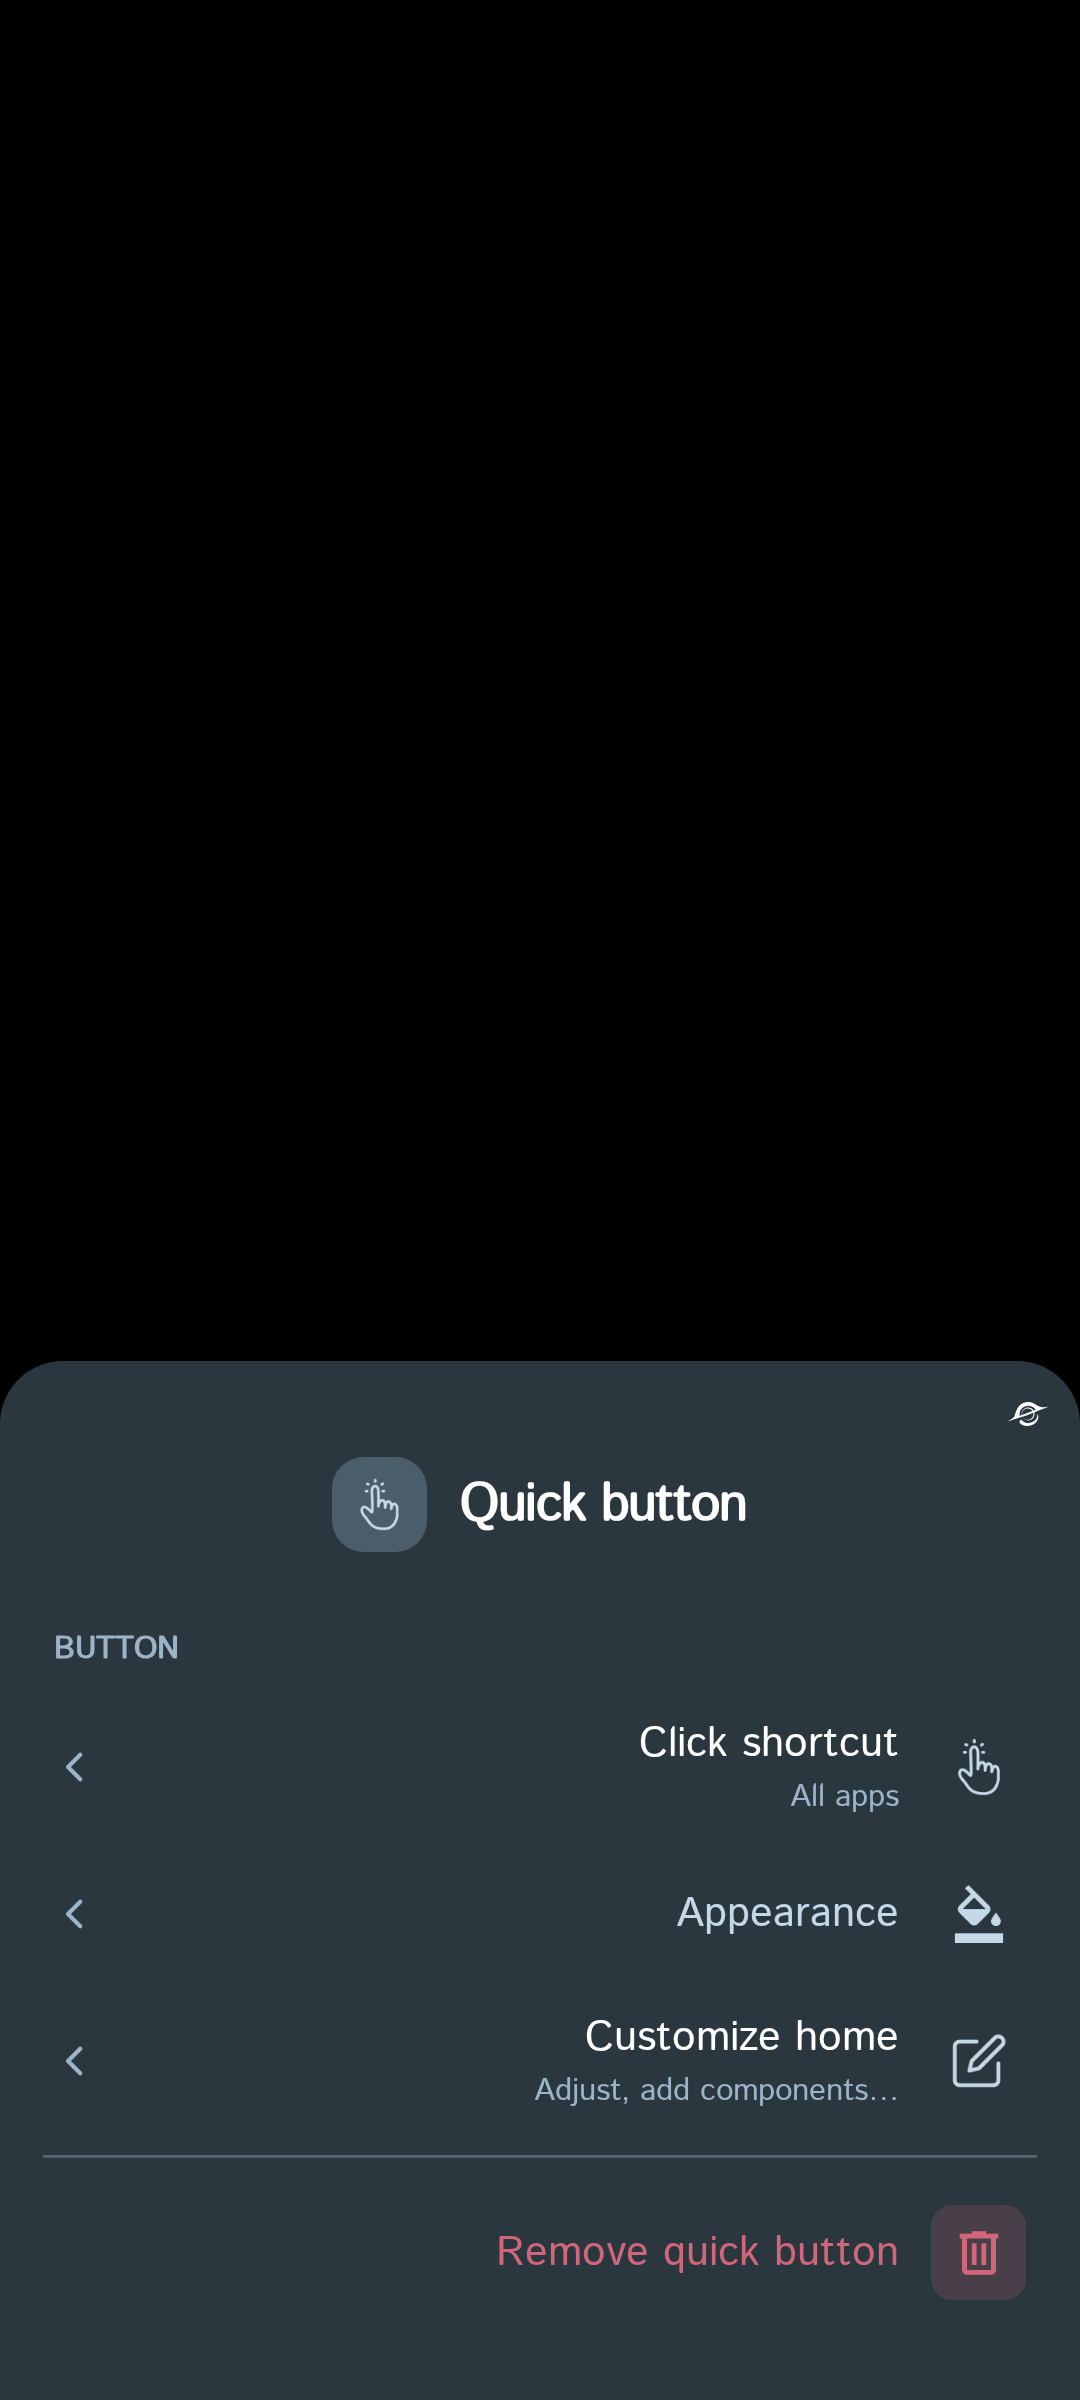 Quick button
BUTTON
Click shortcut
All apps
Appearance
Customize home
Adjust, add components...
Remove quick button